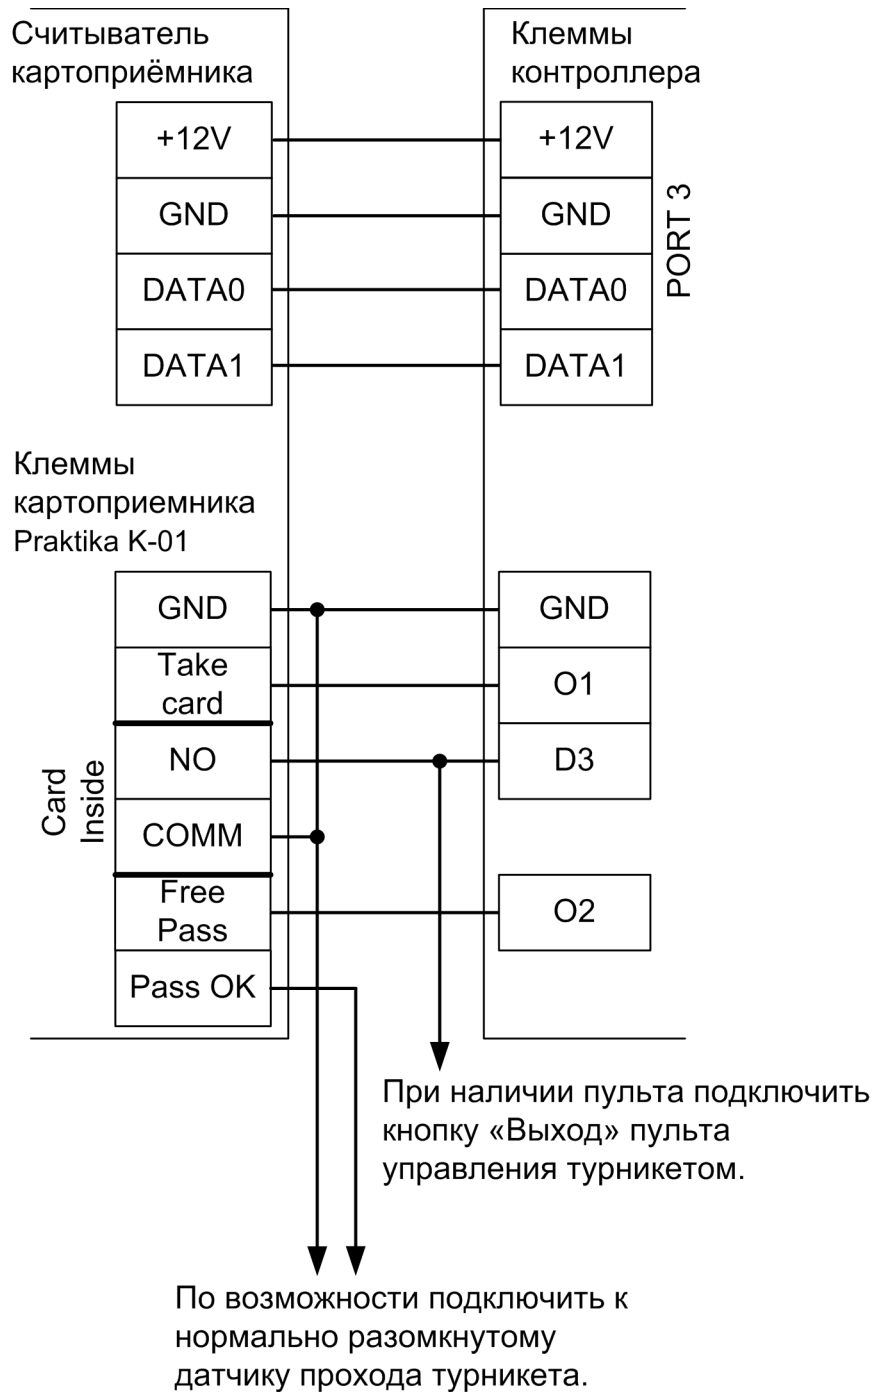 Считыватель
картоприёмника
Клеммы
контроллера
+12V
+12V
GND
GND
DATA0
DATA0
DATA1
DATA1
PORT 3
Клеммы
картоприемника
Praktika K-01
GND
GND
Take
card
O1
NO
D3
Card
Inside
COMM
Free
Pass
O2
Pass OK
При наличии пульта подключить
кнопку «Выход» пульта
управления турникетом.
По возможности подключить к
нормально разомкнутому
датчику прохода турникета.